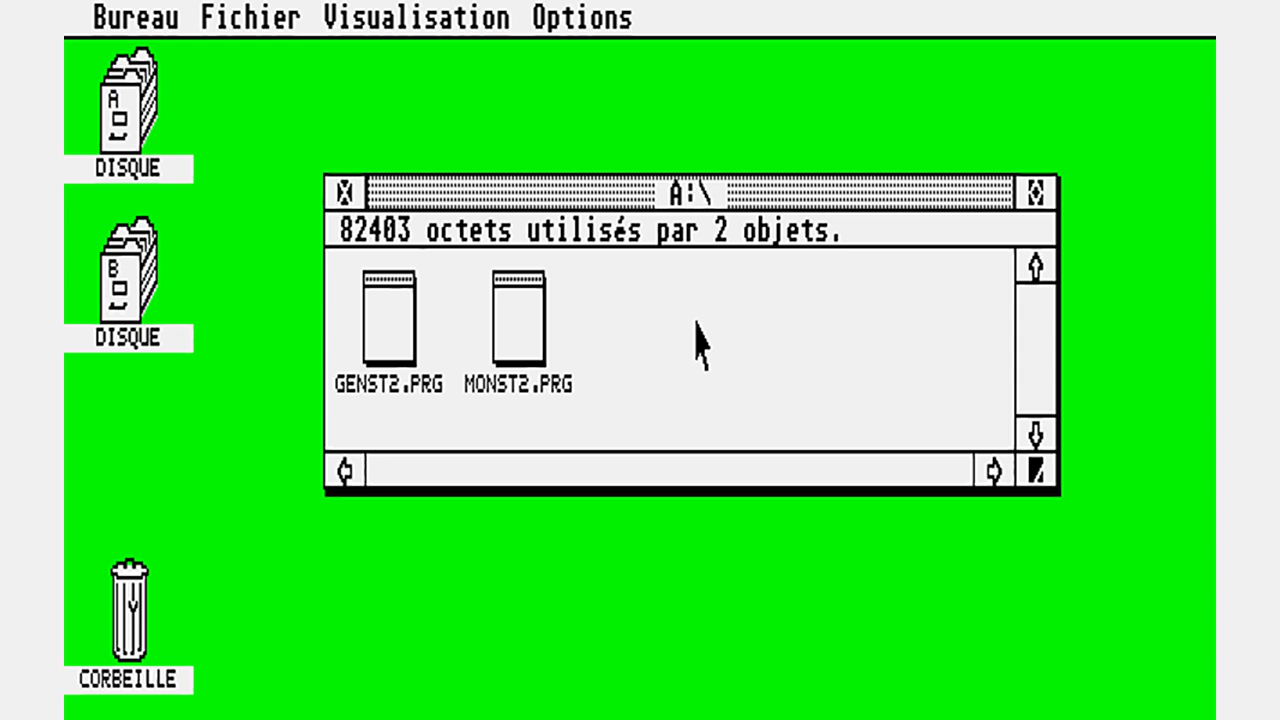 Bureau Fichier Visualisation Options
A
DISQUE
B
DISQUE
A:\
82403 octets utilisés par 2 objets.
GENST2.PRG MONST2.PRG
CORBEILLE